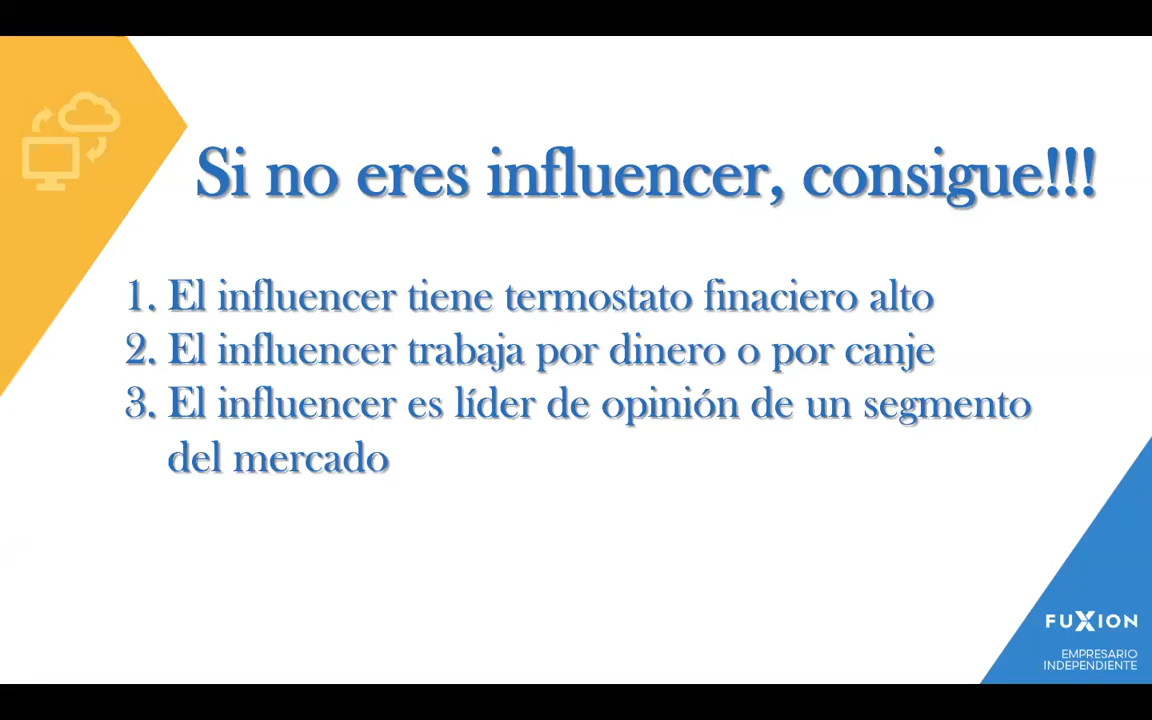 Si no eres influencer, consigue!!!
1. El influencer tiene termostato finaciero alto
2. El influencer trabaja por dinero o por canje
3. El influencer es líder de opinión de un segmento
del mercado
FUXION
EMPRESARIO
INDEPENDIENTE